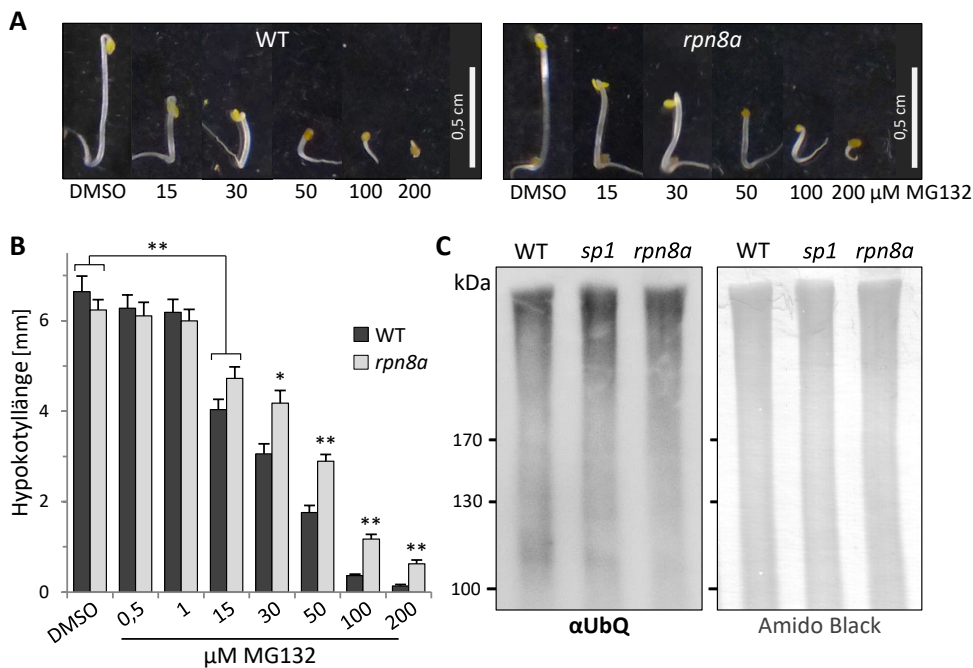 A
WT
rpn8a
0,5 cm
0,5 cm
DMSO 15 30 50 100 200
DMSO 15 30 50 100 200 µM MG132
B
**
6
4
2
0
Hypokotyllänge [mm]
WT
rpn8a
*
**
**
**
DMSO 0,5 1 15 30 50 100 200
µM MG132
C
WT sp1 rpn8a
WT sp1 rpn8a
kDa
170
130
100
αUbQ
Amido Black